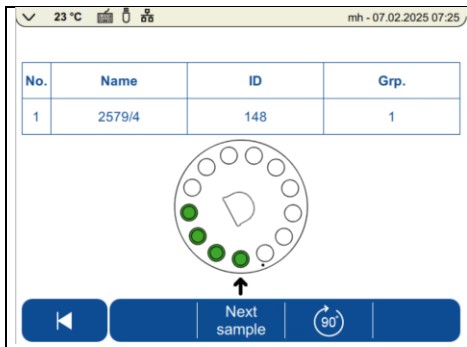 23 °C mh - 07.02.2025 07:25
No. Name ID Grp.
1 2579/4 148 1
Next
sample
90°